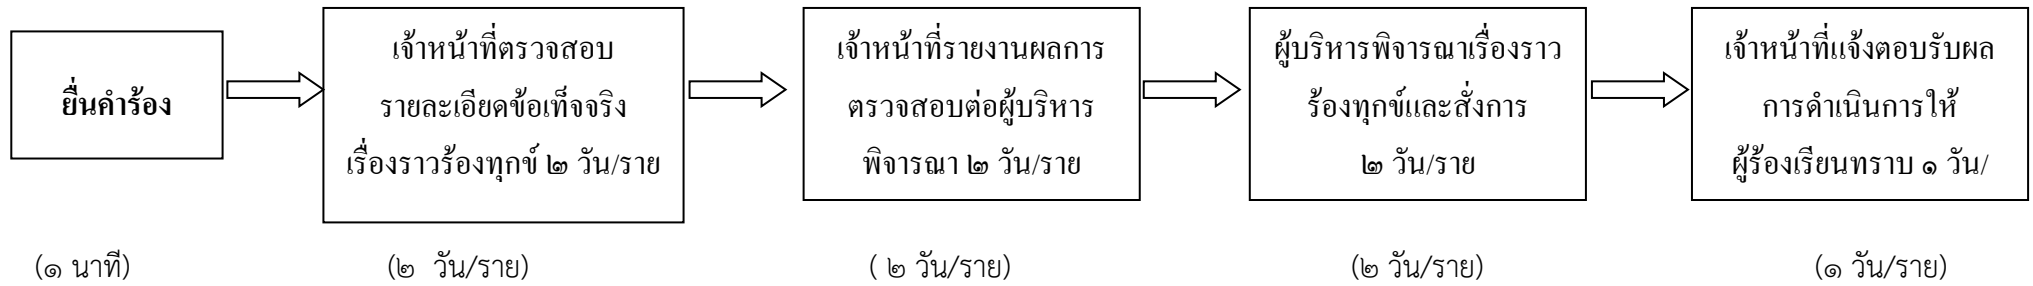 ยื่นคำร้อง
เจ้าหน้าที่ตรวจสอบ
รายละเอียดข้อเท็จจริง
เรื่องราวร้องทุกข์ ๒ วัน/ราย
เจ้าหน้าที่รายงานผลการ
ตรวจสอบต่อผู้บริหาร
พิจารณา ๒ วัน/ราย
ผู้บริหารพิจารณาเรื่องราว
ร้องทุกข์และสั่งการ
๒ วัน/ราย
เจ้าหน้าที่แจ้งตอบรับผล
การดำเนินการให้
ผู้ร้องเรียนทราบ ๑ วัน/
(๑ นาที)
(๒ วัน/ราย)
( ๒ วัน/ราย)
(๒ วัน/ราย)
(๑ วัน/ราย)